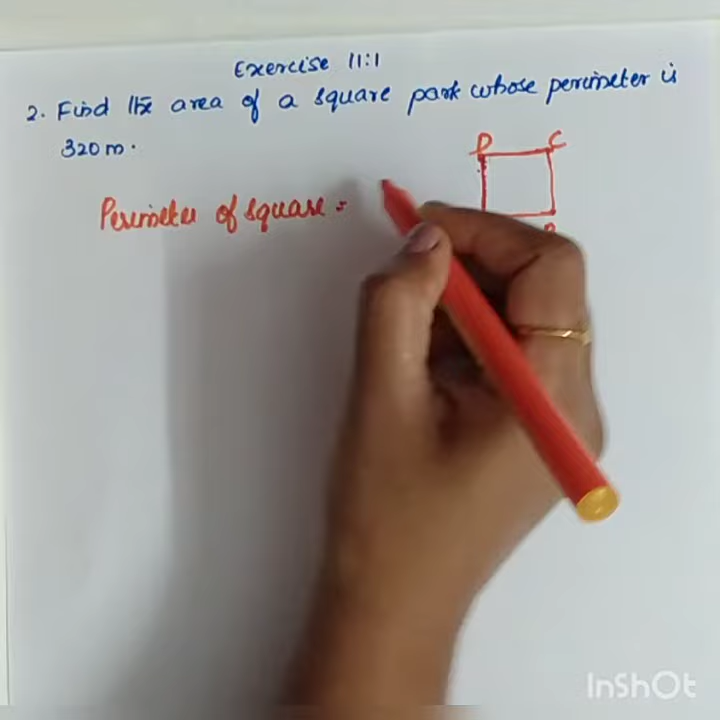 Exercise 11:1
2. Find the area of a square park whose perimeter is
320 m.
D C
Perimeter of square =
B
InShOt